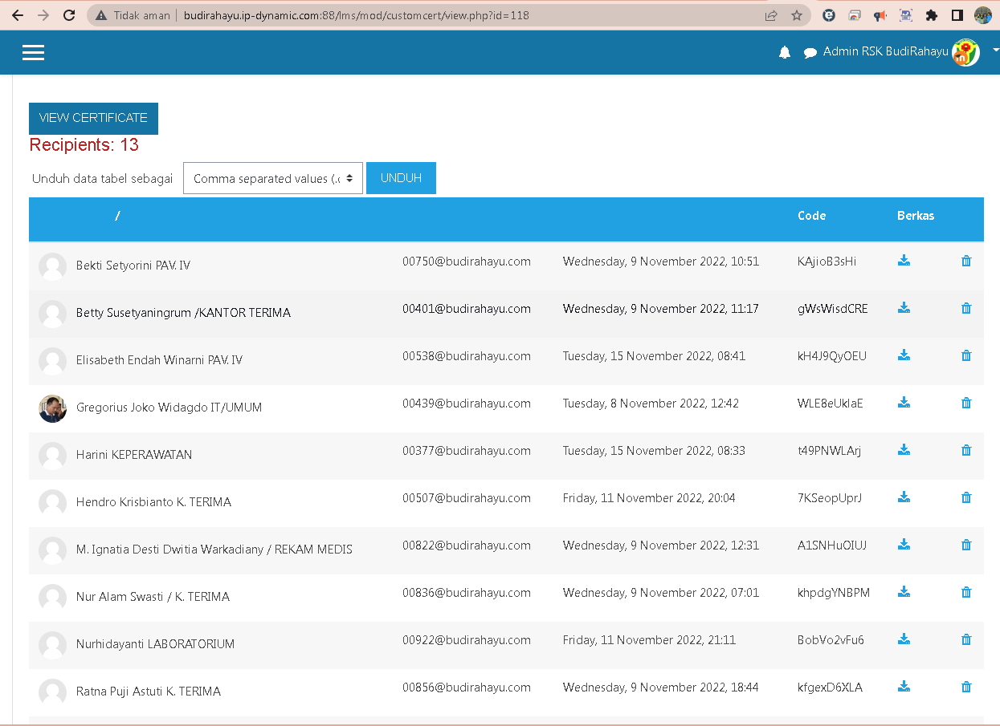 Tidak aman budirahayu.ip-dynamic.com:88/lms/mod/customcert/view.php?id=118
Admin RSK BudiRahayu
VIEW CERTIFICATE
Recipients: 13
Unduh data tabel sebagai Comma separated values (.c UNDUH
/ Code Berkas
Bekti Setyorini PAV. IV 00750@budirahayu.com Wednesday, 9 November 2022, 10:51 KAjioB3sHi
Betty Susetyaningrum /KANTOR TERIMA 00401@budirahayu.com Wednesday, 9 November 2022, 11:17 gWsWisdCRE
Elisabeth Endah Winarni PAV. IV 00538@budirahayu.com Tuesday, 15 November 2022, 08:41 kH4J9QyOEU
Gregorius Joko Widagdo IT/UMUM 00439@budirahayu.com Tuesday, 8 November 2022, 12:42 WLE8eUklaE
Harini KEPERAWATAN 00377@budirahayu.com Tuesday, 15 November 2022, 08:33 t49PNWLArj
Hendro Krisbianto K. TERIMA 00507@budirahayu.com Friday, 11 November 2022, 20:04 7KSeopUprJ
M. Ignatia Desti Dwitia Warkadiany / REKAM MEDIS 00822@budirahayu.com Wednesday, 9 November 2022, 12:31 A1SNHuOIUJ
Nur Alam Swasti / K. TERIMA 00836@budirahayu.com Wednesday, 9 November 2022, 07:01 khpdgYNBPM
Nurhidayanti LABORATORIUM 00922@budirahayu.com Friday, 11 November 2022, 21:11 BobVo2vFu6
Ratna Puji Astuti K. TERIMA 00856@budirahayu.com Wednesday, 9 November 2022, 18:44 kfgexD6XLA